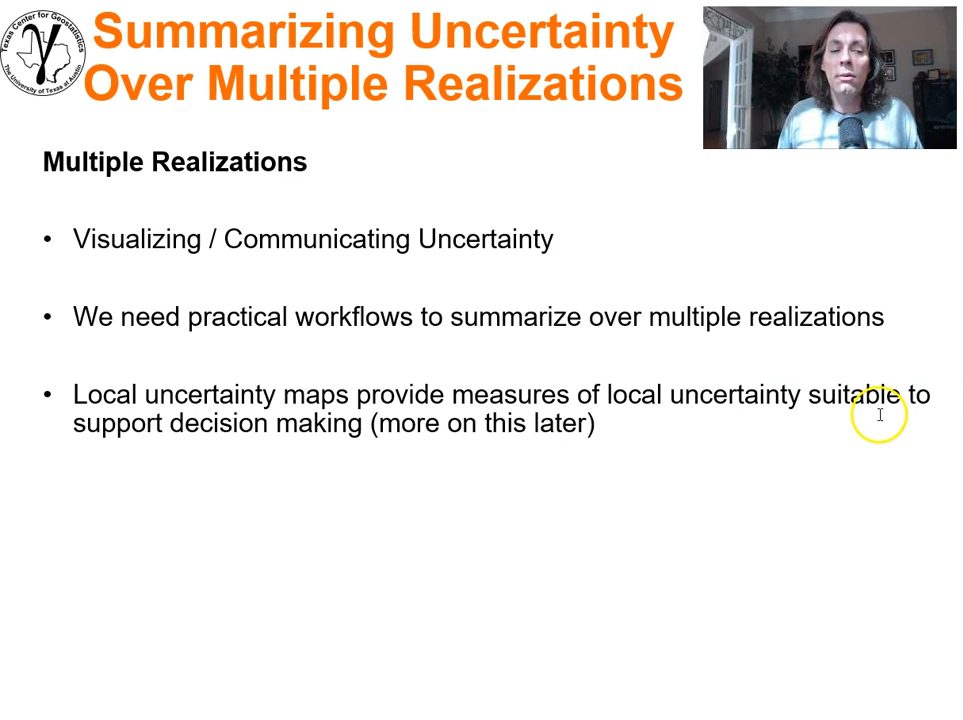 Summarizing Uncertainty
Over Multiple Realizations
Texas Center for Geostatistics
The University of Texas at Austin
Multiple Realizations
• Visualizing / Communicating Uncertainty
• We need practical workflows to summarize over multiple realizations
• Local uncertainty maps provide measures of local uncertainty suitable to
support decision making (more on this later)